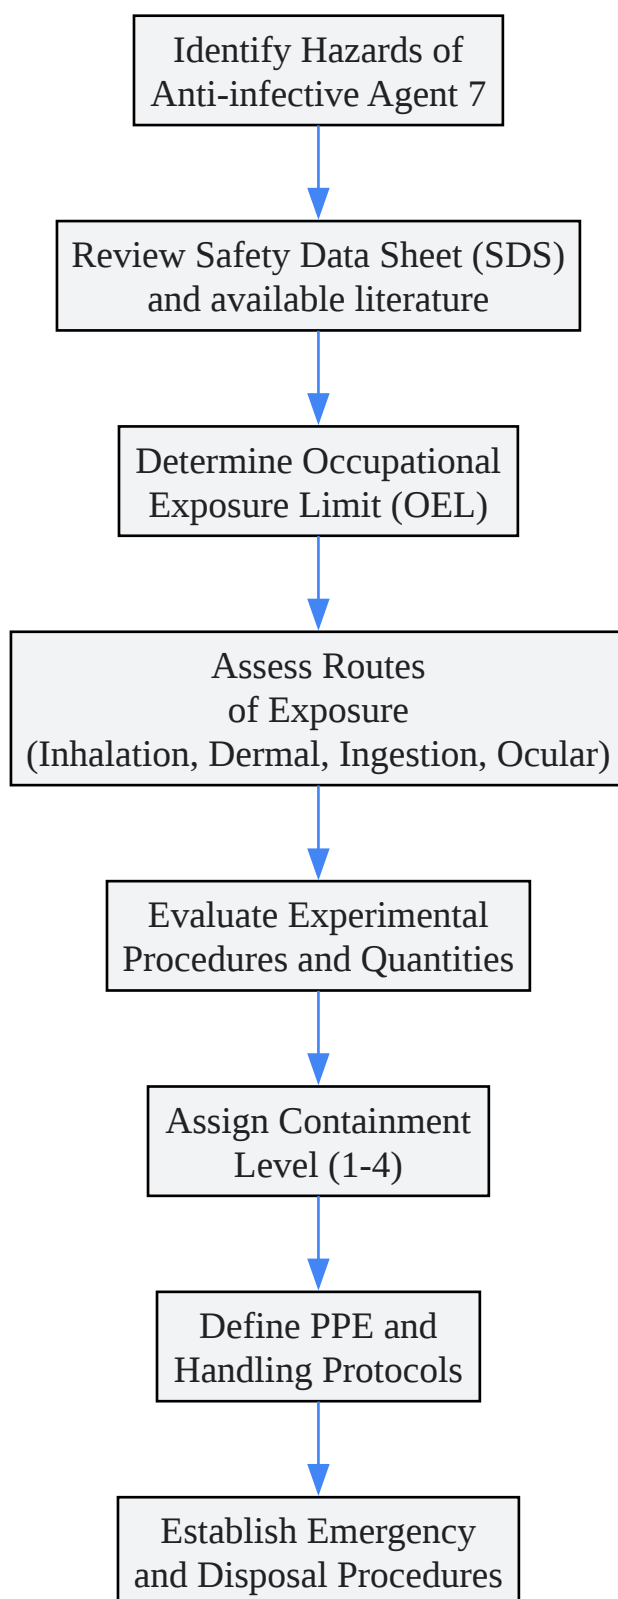 Identify Hazards of
Anti-infective Agent 7
Review Safety Data Sheet (SDS)
and available literature
Determine Occupational
Exposure Limit (OEL)
Assess Routes
of Exposure
(Inhalation, Dermal, Ingestion, Ocular)
Evaluate Experimental
Procedures and Quantities
Assign Containment
Level (1-4)
Define PPE and
Handling Protocols
Establish Emergency
and Disposal Procedures